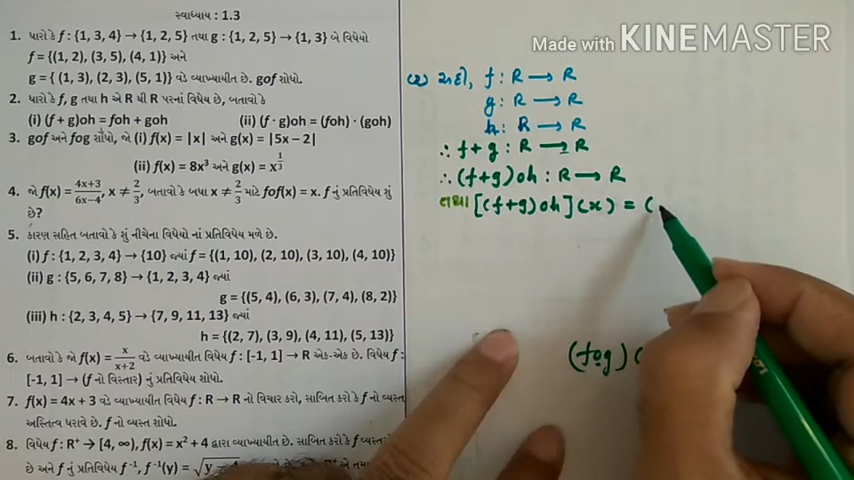 સ્વાધ્યાય : 1.3
1. ધારો કે f : {1, 3, 4} → {1, 2, 5} તથા g : {1, 2, 5} → {1, 3} બે વિધેયો
f = {(1, 2), (3, 5), (4, 1)} અને
g = { (1, 3), (2, 3), (5, 1)} વડે વ્યાખ્યાયીત છે. gof શોધો.
2. ધારો કે f, g તથા h એ R થી R પરનાં વિધેય છે, બતાવો કે
(i) (f + g)oh = foh + goh (ii) (f · g)oh = (foh) · (goh)
3. gof અને fog શોધો, જો (i) f(x) = |x| અને g(x) = |5x − 2|
(ii) f(x) = 8x³ અને g(x) = x^{1/3}
4. જો f(x) = (4x+3)/(6x−4), x ≠ 2/3, બતાવો કે બધા x ≠ 2/3 માટે fof(x) = x. f નું પ્રતિવિધેય શું
છે?
5. કારણ સહિત બતાવો કે શું નીચેના વિધેયો નાં પ્રતિવિધેય મળે છે.
(i) f : {1, 2, 3, 4} → {10} જ્યાં f = {(1, 10), (2, 10), (3, 10), (4, 10)}
(ii) g : {5, 6, 7, 8} → {1, 2, 3, 4} જ્યાં
g = {(5, 4), (6, 3), (7, 4), (8, 2)}
(iii) h : {2, 3, 4, 5} → {7, 9, 11, 13} જ્યાં
h = {(2, 7), (3, 9), (4, 11), (5, 13)}
6. બતાવો કે જો f(x) = x/(x+2) વડે વ્યાખ્યાયીત વિધેય f : [-1, 1] → R એક-એક છે. વિધેય f :
[-1, 1] → (f નો વિસ્તાર) નું પ્રતિવિધેય શોધો.
7. f(x) = 4x + 3 વડે વ્યાખ્યાયીત વિધેય f : R → R નો વિચાર કરો, સાબિત કરો કે f નો વ્યસ્ત
અસ્તિત્વ ધરાવે છે. f નો વ્યસ્ત શોધો.
8. વિધેય f : R⁺ → [4, ∞), f(x) = x² + 4 દ્વારા વ્યાખ્યાયીત છે. સાબિત કરો કે f વ્યસ્ત
છે અને f નું પ્રતિવિધેય f⁻¹, f⁻¹(y) = √(y − 4)
Made with KINEMASTER
(૨) અહીં, f : R → R
g : R → R
h : R → R
∴ f+g : R → R
∴ (f+g)oh : R → R
તથા [(f+g)oh](x) = (
(fog) (